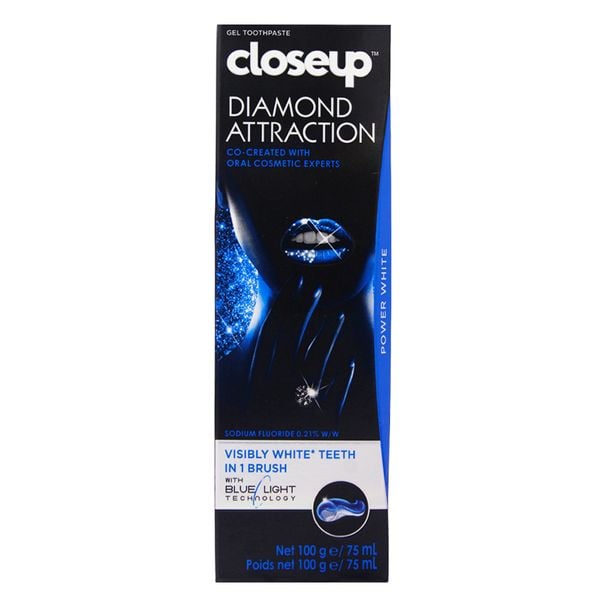 GEL TOOTHPASTE
closeup™
DIAMOND
ATTRACTION
CO-CREATED WITH
ORAL COSMETIC EXPERTS
POWER WHITE
SODIUM FLUORIDE 0.21% W/W
VISIBLY WHITE* TEETH
IN 1 BRUSH
WITH
BLUE LIGHT
TECHNOLOGY
Net 100 g ℮/ 75 mL
Poids net 100 g ℮/ 75 mL